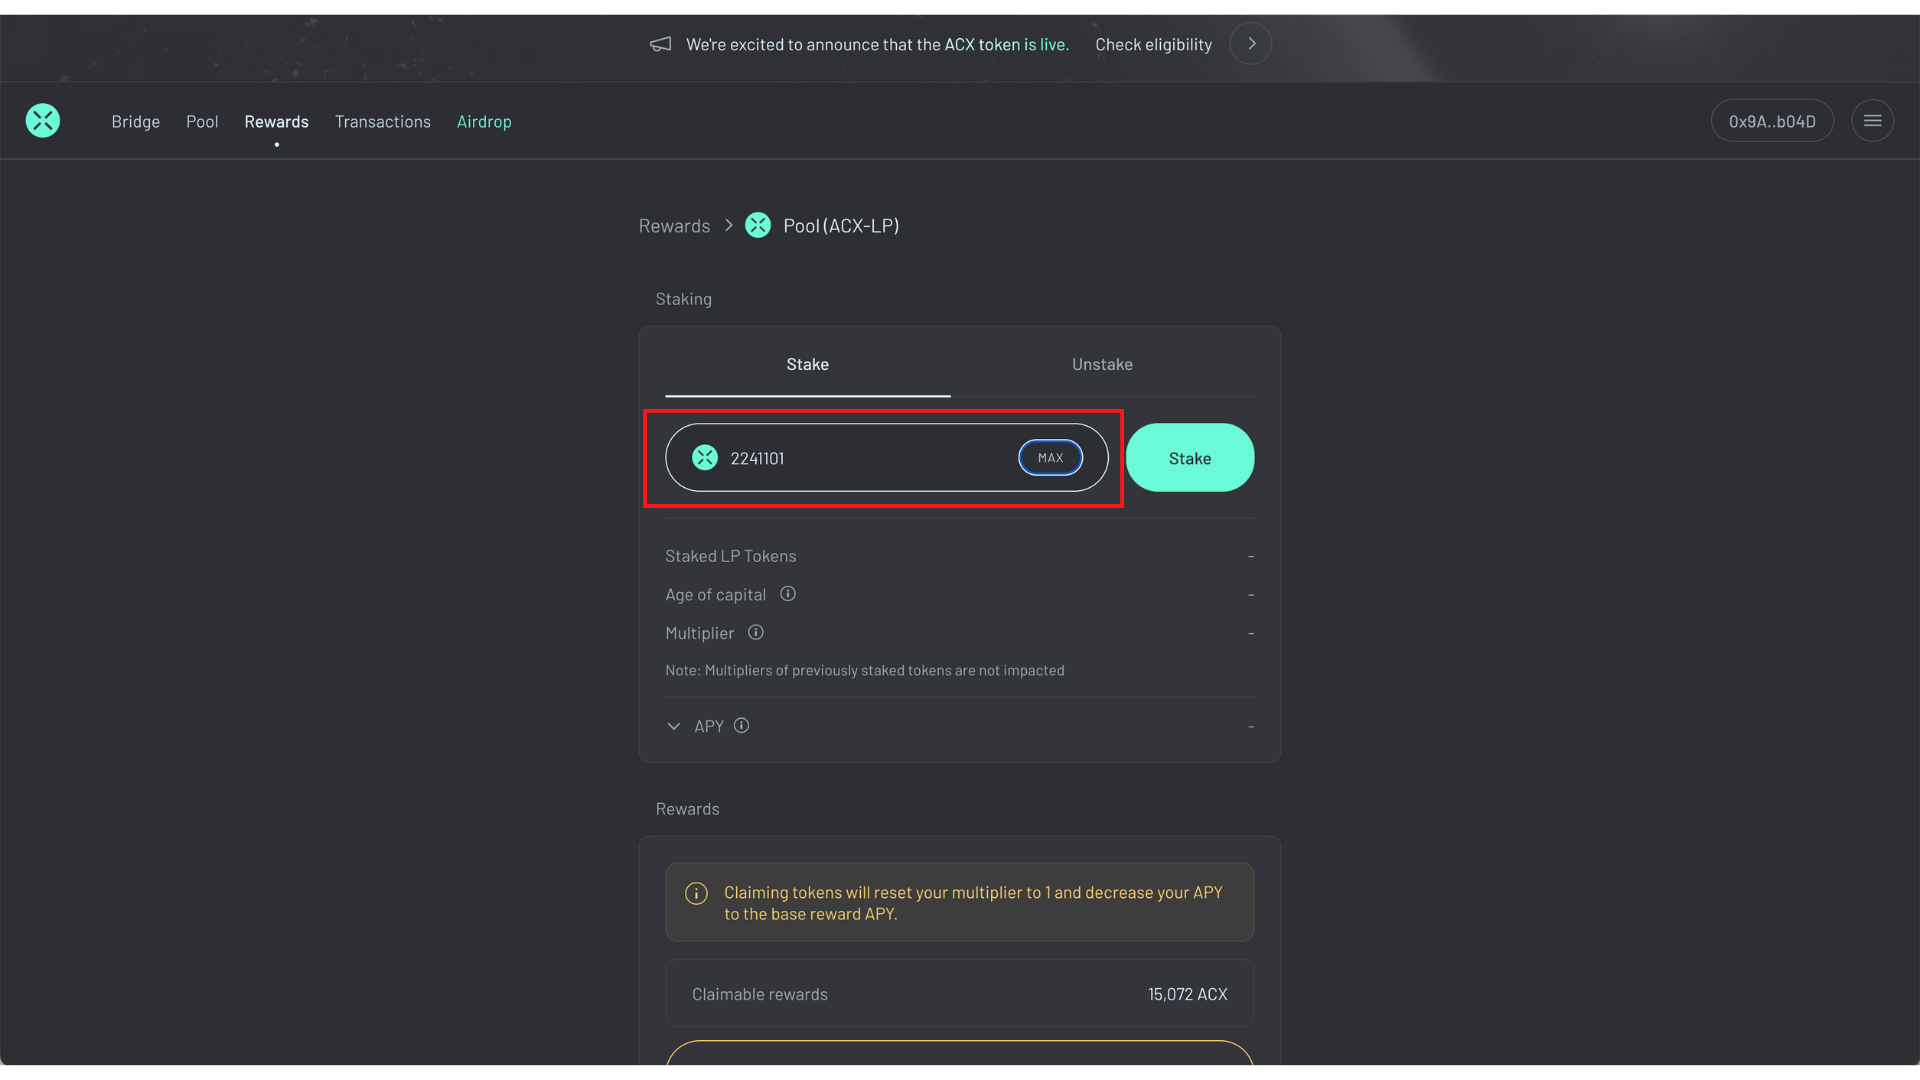 We're excited to announce that the ACX token is live. Check eligibility
Bridge Pool Rewards Transactions Airdrop 0x9A..b04D
Rewards > Pool (ACX-LP)
Staking
Stake Unstake
2241101 MAX Stake
Staked LP Tokens -
Age of capital -
Multiplier -
Note: Multipliers of previously staked tokens are not impacted
APY -
Rewards
Claiming tokens will reset your multiplier to 1 and decrease your APY
to the base reward APY.
Claimable rewards 15,072 ACX